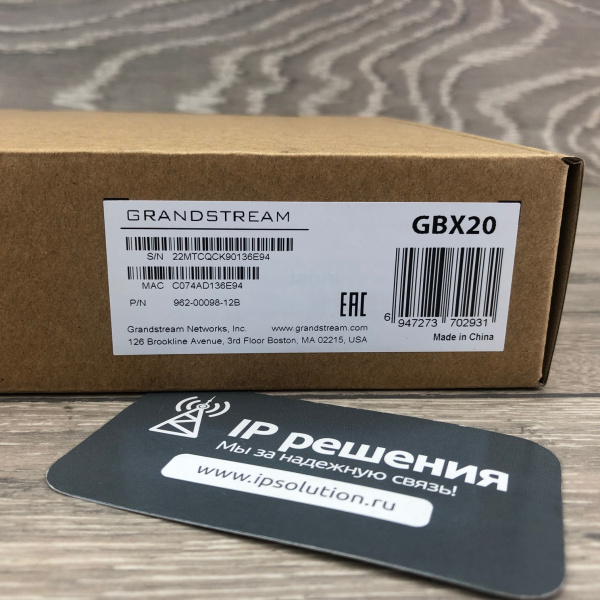 GRANDSTREAM
GBX20
S/N 22MTCQCK90136E94
MAC C074AD136E94
P/N 962-00098-12B
EAC
6 947273 702931
Grandstream Networks, Inc. www.grandstream.com
126 Brookline Avenue, 3rd Floor Boston, MA 02215, USA
Made in China
IP решения
Мы за надежную связь!
www.ipsolution.ru